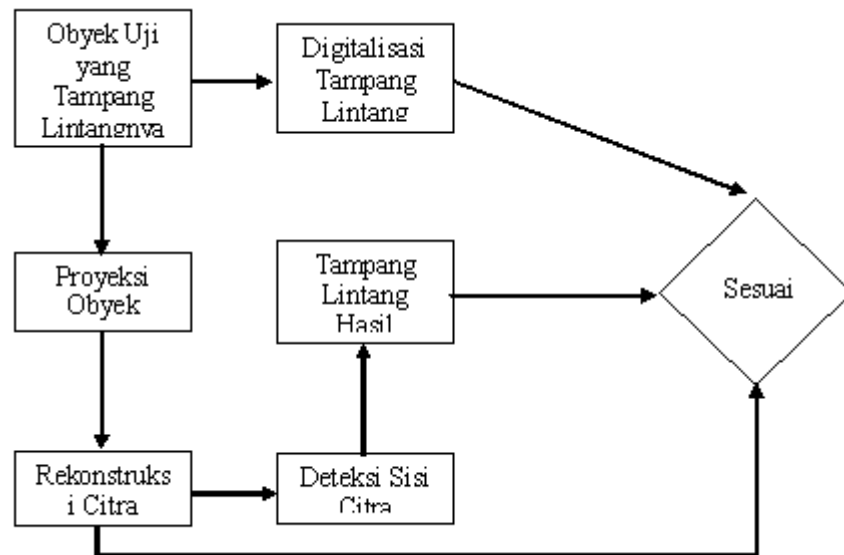 Obyek Uji
yang
Tampang
Lintangnya
Digitalisasi
Tampang
Lintang
Proyeksi
Obyek
Tampang
Lintang
Hasil
Sesuai
Rekonstruks
i Citra
Deteksi Sisi
Citra